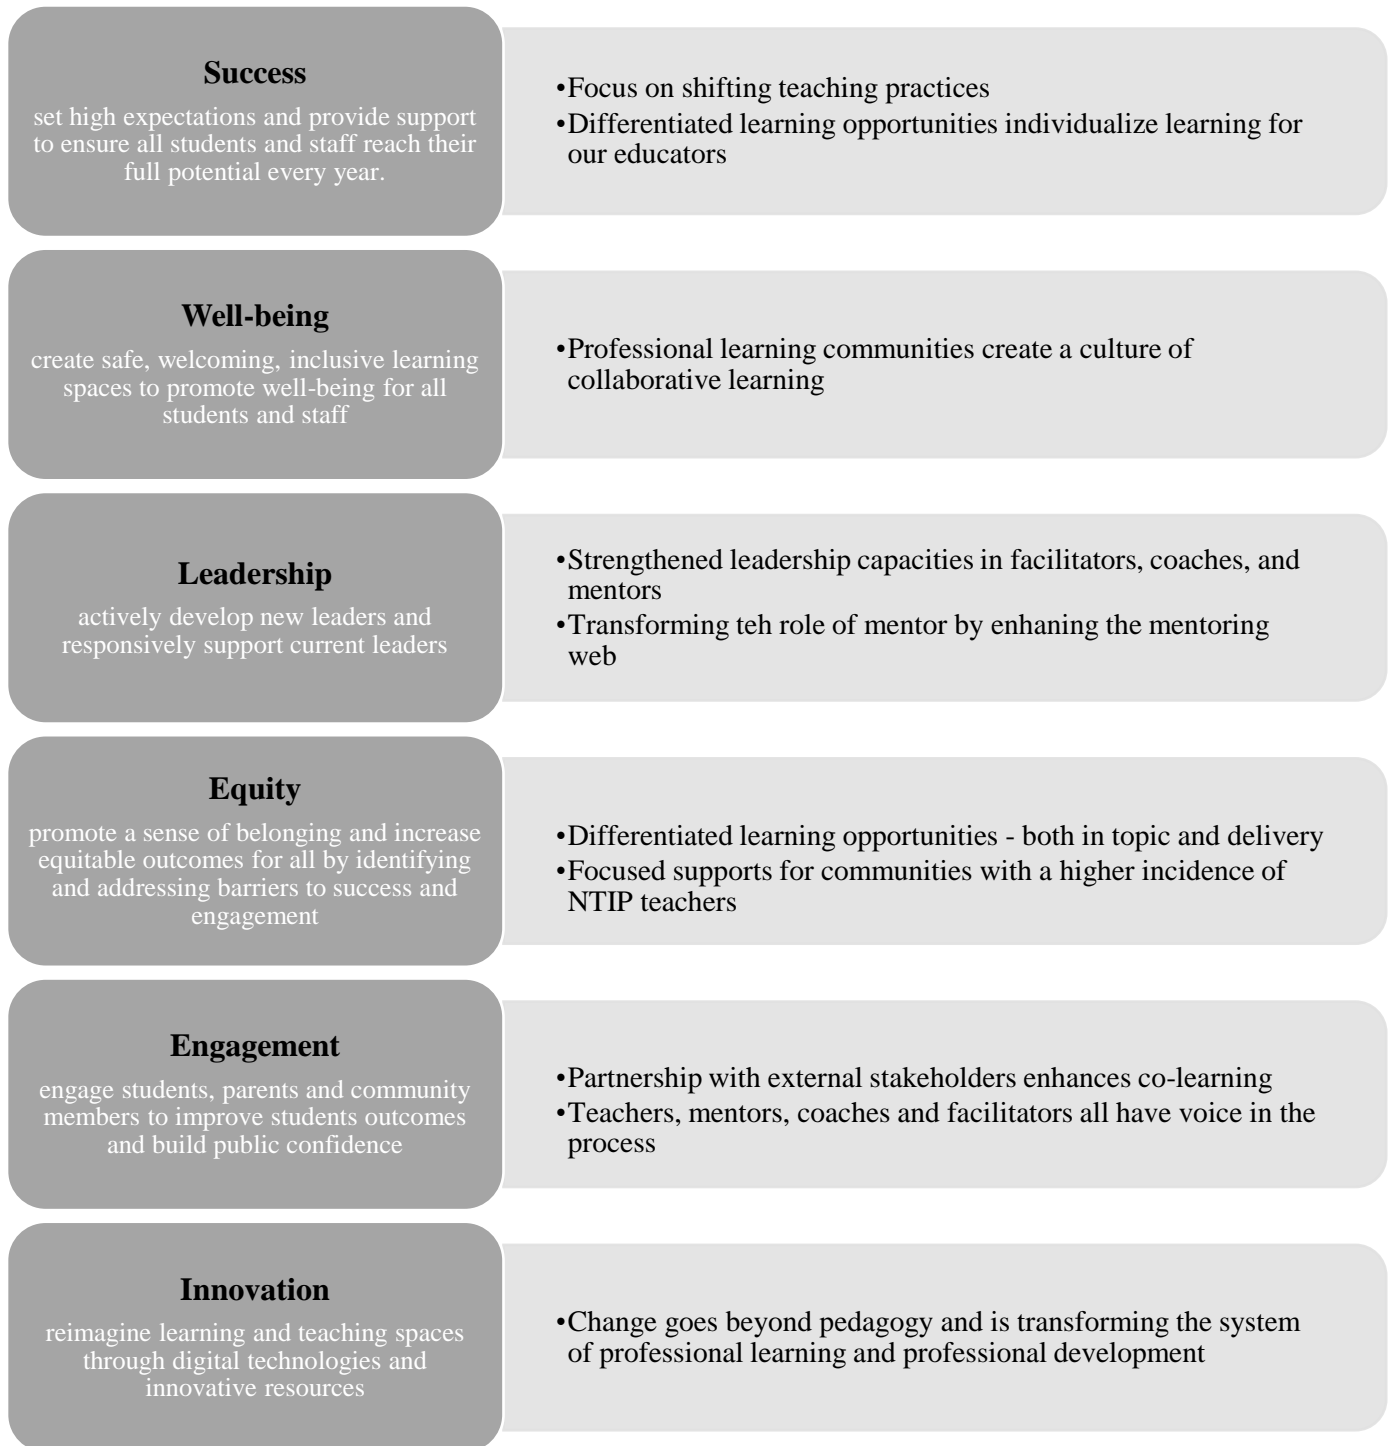 Success
set high expectations and provide support
to ensure all students and staff reach their
full potential every year.
•Focus on shifting teaching practices
•Differentiated learning opportunities individualize learning for
our educators
Well-being
create safe, welcoming, inclusive learning
spaces to promote well-being for all
students and staff
•Professional learning communities create a culture of
collaborative learning
Leadership
actively develop new leaders and
responsively support current leaders
•Strengthened leadership capacities in facilitators, coaches, and
mentors
•Transforming teh role of mentor by enhaning the mentoring
web
Equity
promote a sense of belonging and increase
equitable outcomes for all by identifying
and addressing barriers to success and
engagement
•Differentiated learning opportunities - both in topic and delivery
•Focused supports for communities with a higher incidence of
NTIP teachers
Engagement
engage students, parents and community
members to improve students outcomes
and build public confidence
•Partnership with external stakeholders enhances co-learning
•Teachers, mentors, coaches and facilitators all have voice in the
process
Innovation
reimagine learning and teaching spaces
through digital technologies and
innovative resources
•Change goes beyond pedagogy and is transforming the system
of professional learning and professional development